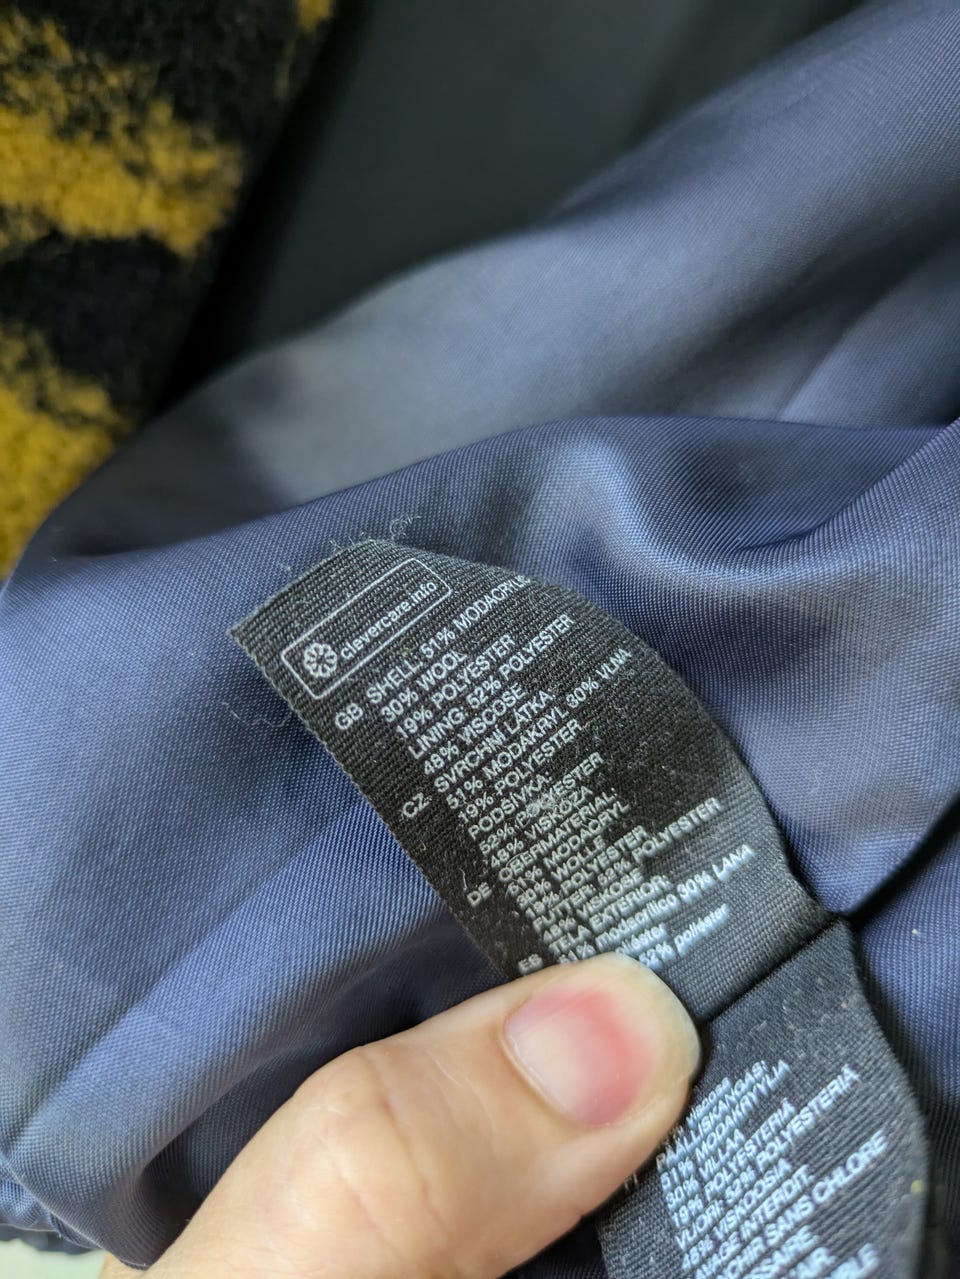 clevercare.info
GB SHELL: 51% MODACRYLIC
30% WOOL
19% POLYESTER
LINING: 52% POLYESTER
48% VISCOSE
CZ SVRCHNÍ LÁTKA:
51% MODAKRYL 30% VLNA
19% POLYESTER
PODŠÍVKA:
52% POLYESTER
48% VISKÓZA
DE OBERMATERIAL:
51% MODACRYL
30% WOLLE
19% POLYESTER
FUTTER: 52% POLYESTER
48% VISKOSE
ES TELA EXTERIOR:
51% modacrílico 30% LANA
poliéster
52% poliéster
51% MODAKRYYLIA
30% VILLAA
19% POLYESTERIA
VUORI: 52% POLYESTERIA
48% VISKOOSIA
INTERDIT.
SANS CHLORE